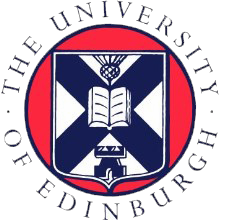 · THE UNIVERSITY ·
OF EDINBURGH